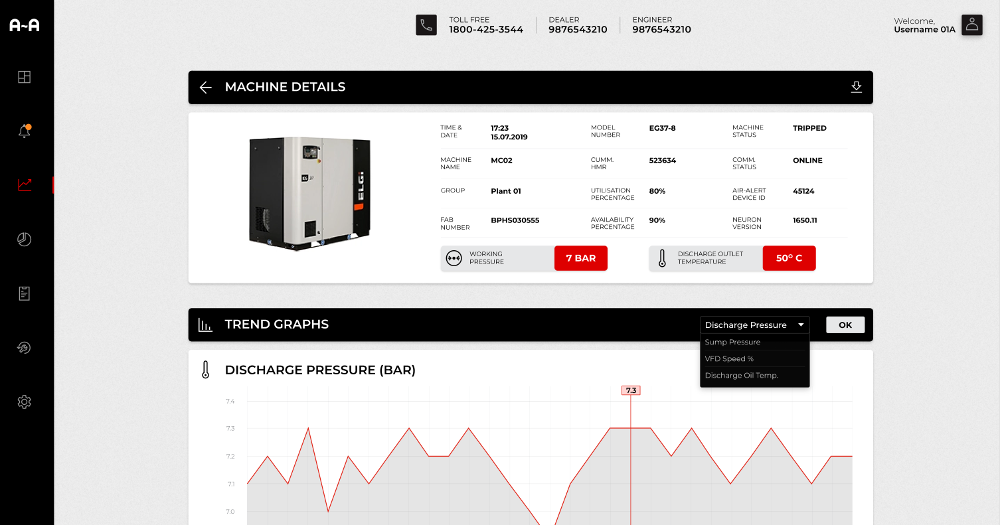 A~A
TOLL FREE
1800-425-3544
DEALER
9876543210
ENGINEER
9876543210
Welcome,
Username 01A
MACHINE DETAILS
EG 37
ELGi
TIME &
DATE
17:23
15.07.2019
MODEL
NUMBER
EG37-8
MACHINE
STATUS
TRIPPED
MACHINE
NAME
MC02
CUMM.
HMR
523634
COMM.
STATUS
ONLINE
GROUP
Plant 01
UTILISATION
PERCENTAGE
80%
AIR-ALERT
DEVICE ID
45124
FAB
NUMBER
BPHS030555
AVAILABILITY
PERCENTAGE
90%
NEURON
VERSION
1650.11
WORKING
PRESSURE
7 BAR
DISCHARGE OUTLET
TEMPERATURE
50º C
TREND GRAPHS
Discharge Pressure
OK
Sump Pressure
VFD Speed %
Discharge Oil Temp.
DISCHARGE PRESSURE (BAR)
7.3
7.4
7.3
7.2
7.1
7.0